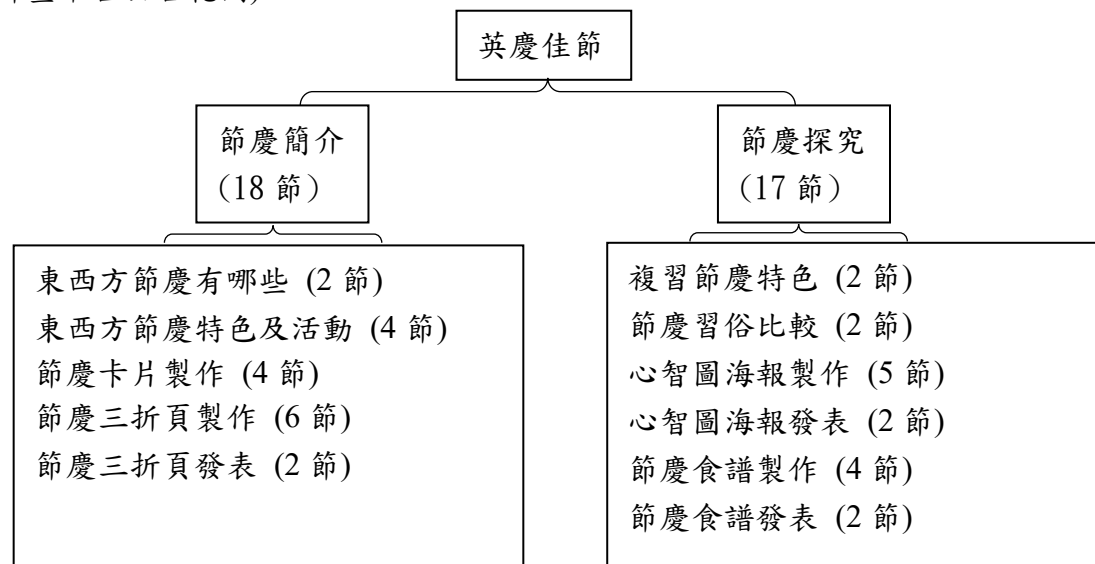 英慶佳節
節慶簡介
(18 節)
節慶探究
(17 節)
東西方節慶有哪些 (2 節)
東西方節慶特色及活動 (4 節)
節慶卡片製作 (4 節)
節慶三折頁製作 (6 節)
節慶三折頁發表 (2 節)
複習節慶特色 (2 節)
節慶習俗比較 (2 節)
心智圖海報製作 (5 節)
心智圖海報發表 (2 節)
節慶食譜製作 (4 節)
節慶食譜發表 (2 節)